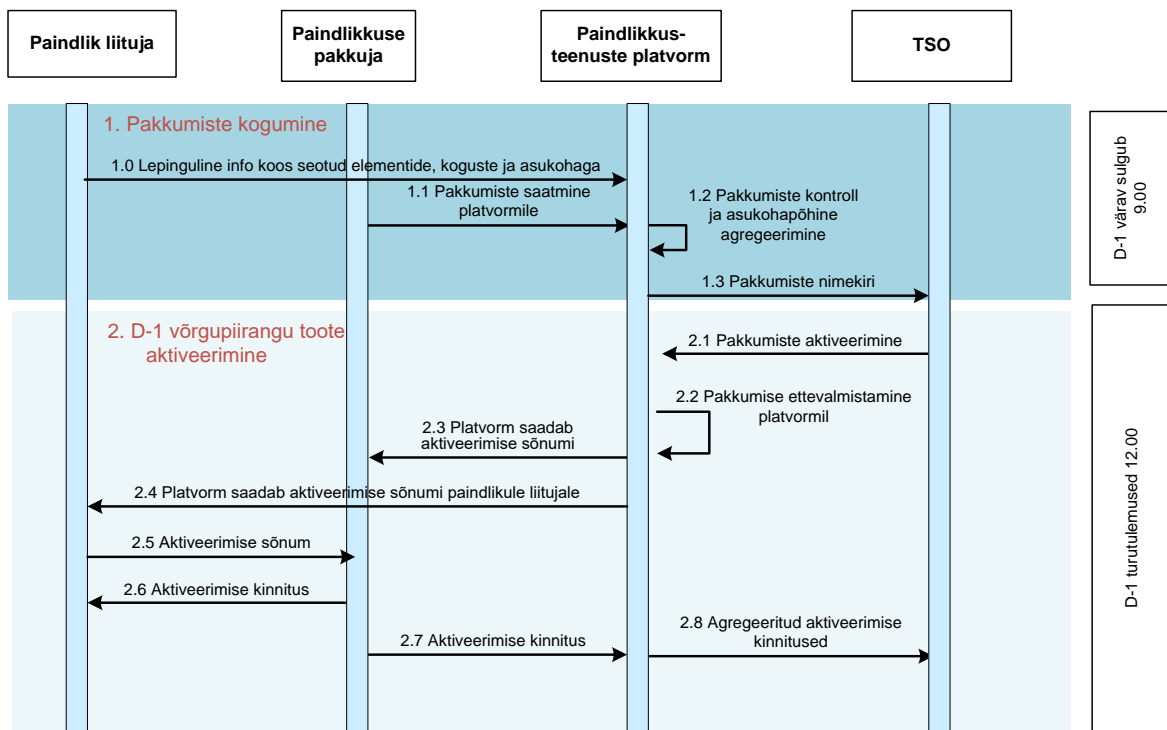 Paindlik liituja
Paindlikkuse
pakkuja
Paindlikkus-
teenuste platvorm
TSO
1. Pakkumiste kogumine
1.0 Lepinguline info koos seotud elementide, koguste ja asukohaga
1.1 Pakkumiste saatmine
platvormile
1.2 Pakkumiste kontroll
ja asukohapõhine
agregeerimine
1.3 Pakkumiste nimekiri
D-1 värav sulgub
9.00
2. D-1 võrgupiirangu toote
aktiveerimine
2.1 Pakkumiste aktiveerimine
2.2 Pakkumise ettevalmistamine
platvormil
2.3 Platvorm saadab
aktiveerimise sõnumi
2.4 Platvorm saadab aktiveerimise sõnumi paindlikule liitujale
2.5 Aktiveerimise sõnum
2.6 Aktiveerimise kinnitus
2.7 Aktiveerimise kinnitus
2.8 Agregeeritud aktiveerimise
kinnitused
D-1 turutulemused 12.00